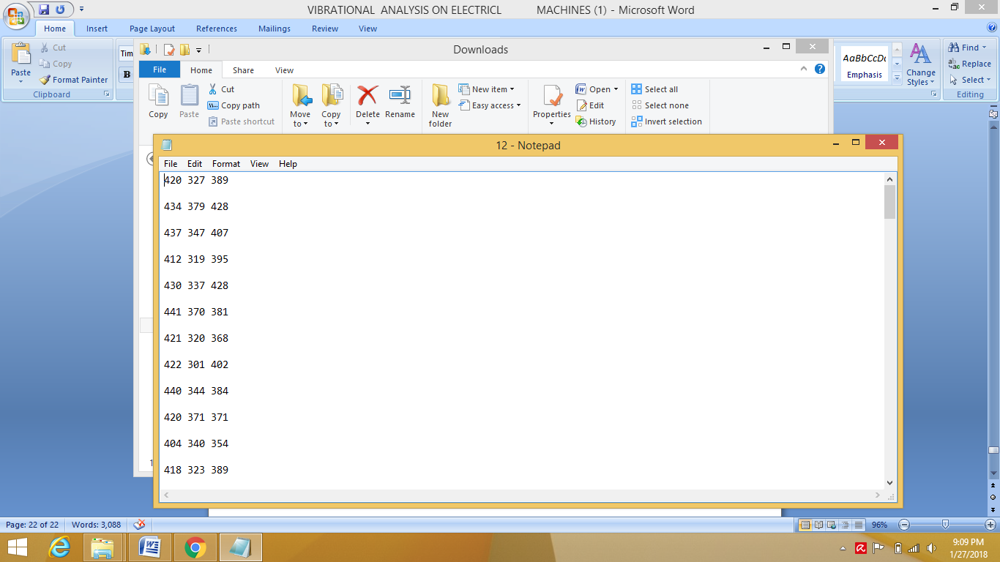 VIBRATIONAL ANALYSIS ON ELECTRICL MACHINES (1) - Microsoft Word
Home Insert Page Layout References Mailings Review View
Paste
Cut
Copy
Format Painter
Clipboard
Tim
B
Downloads
File Home Share View
Copy
Paste
Cut
Copy path
Paste shortcut
Move to
Copy to
Delete
Rename
New folder
New item
Easy access
Properties
Open
Edit
History
Select all
Select none
Invert selection
AaBbCcDc
Emphasis
Change Styles
Find
Replace
Select
Editing
12 - Notepad
File Edit Format View Help
420 327 389
434 379 428
437 347 407
412 319 395
430 337 428
441 370 381
421 320 368
422 301 402
440 344 384
420 371 371
404 340 354
418 323 389
1
Page: 22 of 22 Words: 3,088 96%
9:09 PM
1/27/2018